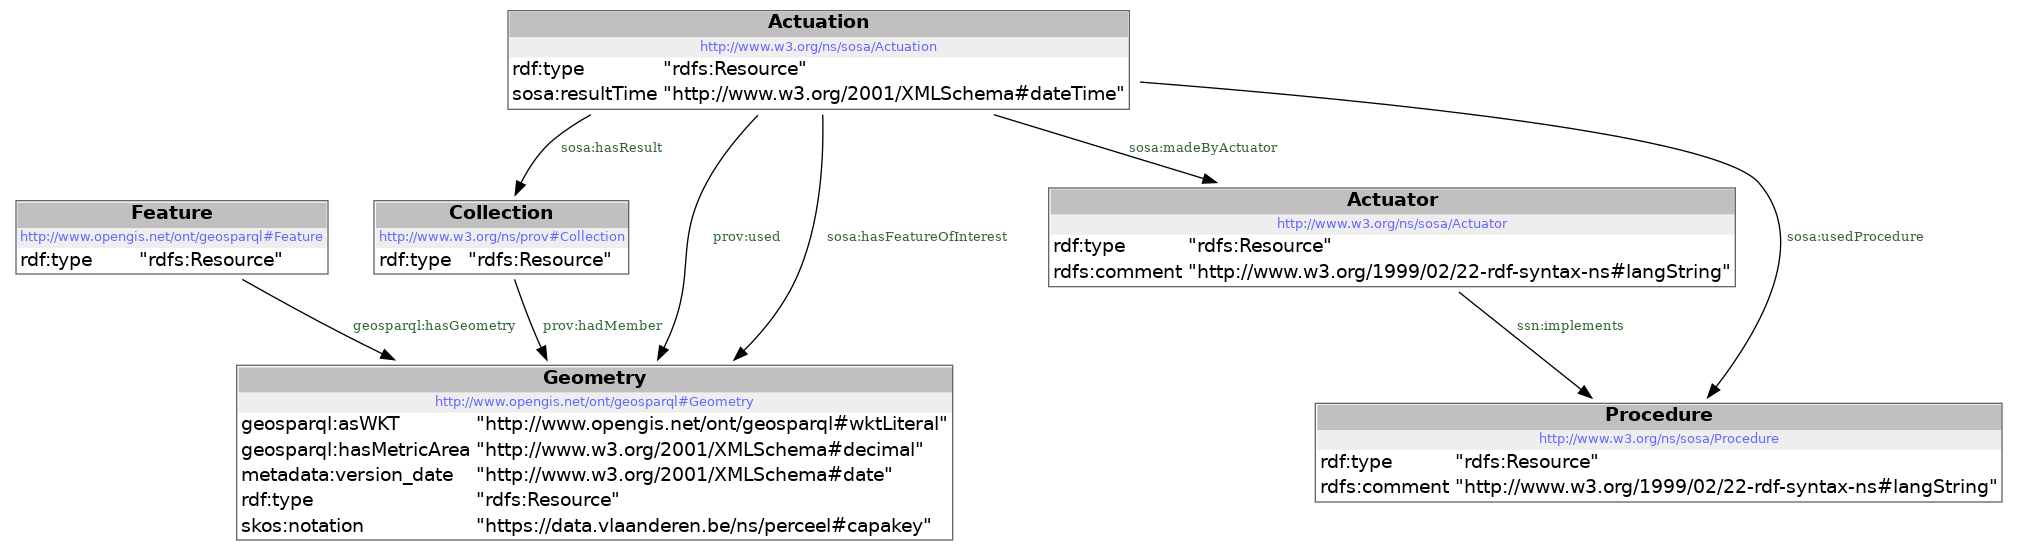 Actuation
http://www.w3.org/ns/sosa/Actuation
rdf:type "rdfs:Resource"
sosa:resultTime "http://www.w3.org/2001/XMLSchema#dateTime"
sosa:hasResult
sosa:madeByActuator
Feature
http://www.opengis.net/ont/geosparql#Feature
rdf:type "rdfs:Resource"
Collection
http://www.w3.org/ns/prov#Collection
rdf:type "rdfs:Resource"
prov:used
sosa:hasFeatureOfInterest
Actuator
http://www.w3.org/ns/sosa/Actuator
rdf:type "rdfs:Resource"
rdfs:comment "http://www.w3.org/1999/02/22-rdf-syntax-ns#langString"
sosa:usedProcedure
geosparql:hasGeometry
prov:hadMember
ssn:implements
Geometry
http://www.opengis.net/ont/geosparql#Geometry
geosparql:asWKT "http://www.opengis.net/ont/geosparql#wktLiteral"
geosparql:hasMetricArea "http://www.w3.org/2001/XMLSchema#decimal"
metadata:version_date "http://www.w3.org/2001/XMLSchema#date"
rdf:type "rdfs:Resource"
skos:notation "https://data.vlaanderen.be/ns/perceel#capakey"
Procedure
http://www.w3.org/ns/sosa/Procedure
rdf:type "rdfs:Resource"
rdfs:comment "http://www.w3.org/1999/02/22-rdf-syntax-ns#langString"